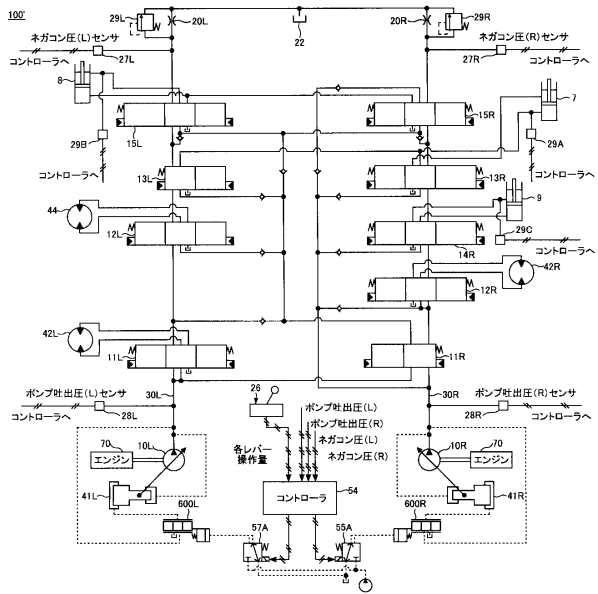 100'
29L
20L
20R
29R
22
ネガコン圧(L)センサ
27L
コントローラへ
ネガコン圧(R)センサ
27R
コントローラへ
8
7
15L
15R
29B
29A
コントローラへ
コントローラへ
13L
13R
9
44
12L
29C
コントローラへ
14R
42R
12R
42L
11L
11R
30L
30R
ポンプ吐出圧(L)センサ
コントローラへ
28L
26
ポンプ吐出圧(L)
ポンプ吐出圧(R)
ネガコン圧(L)
ネガコン圧(R)
各レバー
操作量
ポンプ吐出圧(R)センサ
28R
コントローラへ
70
エンジン
10L
10R
70
エンジン
41L
41R
コントローラ
54
600L
600R
57A
55A